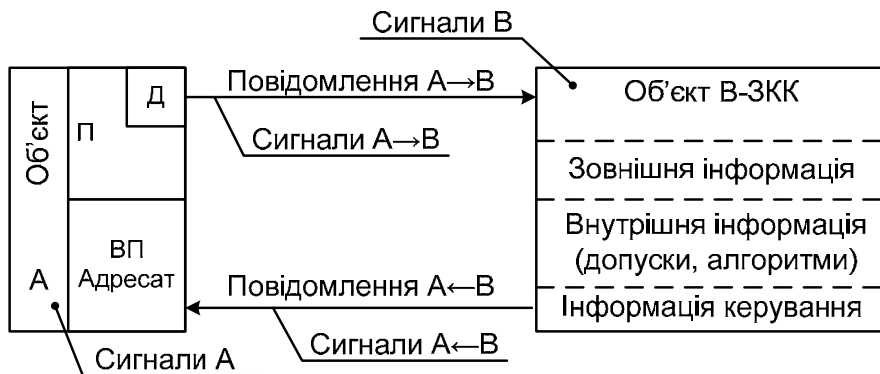 Сигнали В
Об’єкт
А
П
Д
ВП
Адресат
Сигнали А
Повідомлення А→В
Сигнали А→В
Повідомлення А←В
Сигнали А←В
Об’єкт В-ЗКК
Зовнішня інформація
Внутрішня інформація
(допуски, алгоритми)
Інформація керування